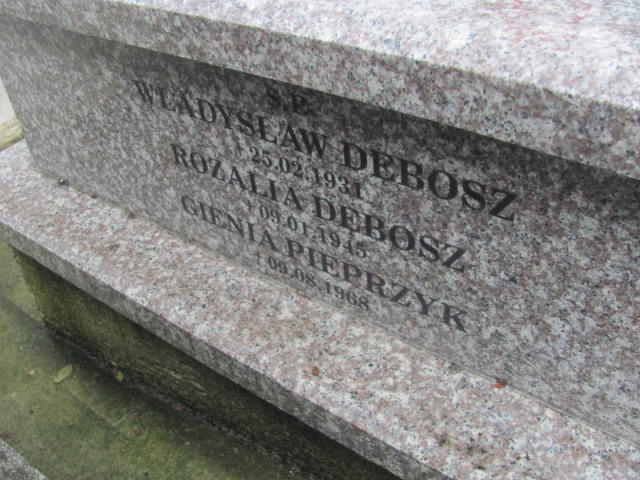 Ś.P.
WŁADYSŁAW DĘBOSZ
† 25.02.1931
ROZALIA DĘBOSZ
† 09.01.1945
GIENIA PIEPRZYK
† 09.08.1968